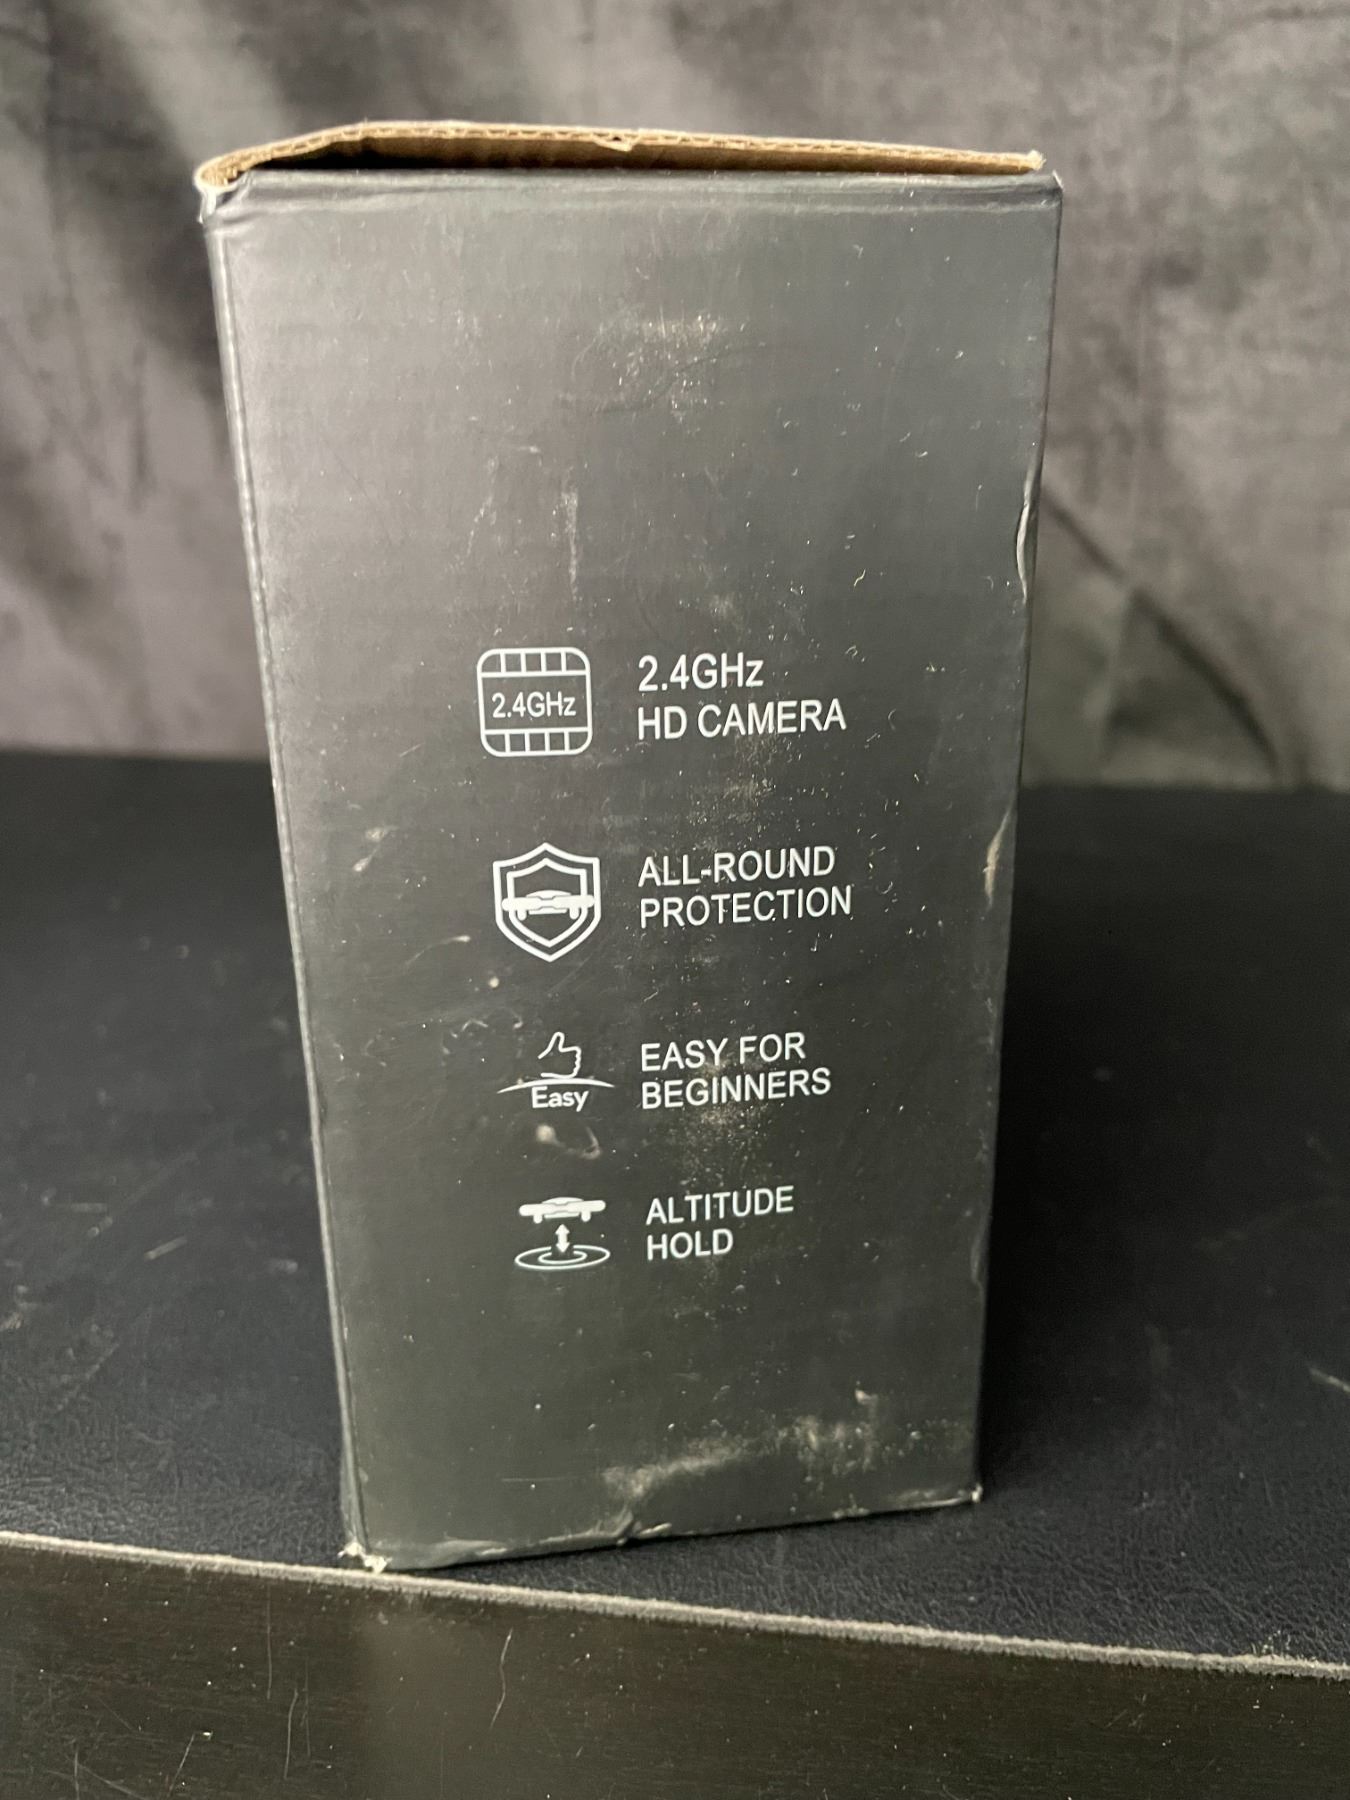 2.4GHz
2.4GHz
HD CAMERA
ALL-ROUND
PROTECTION
Easy
EASY FOR
BEGINNERS
ALTITUDE
HOLD